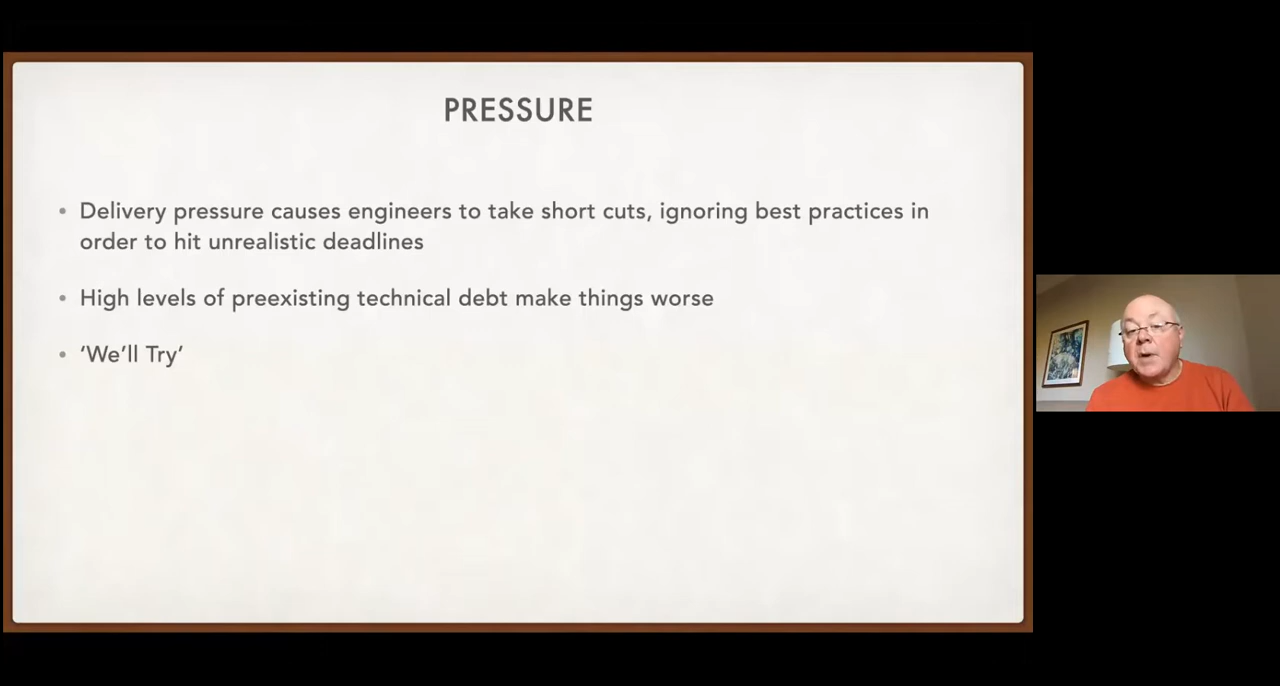 PRESSURE
• Delivery pressure causes engineers to take short cuts, ignoring best practices in
order to hit unrealistic deadlines
• High levels of preexisting technical debt make things worse
• ‘We’ll Try‘